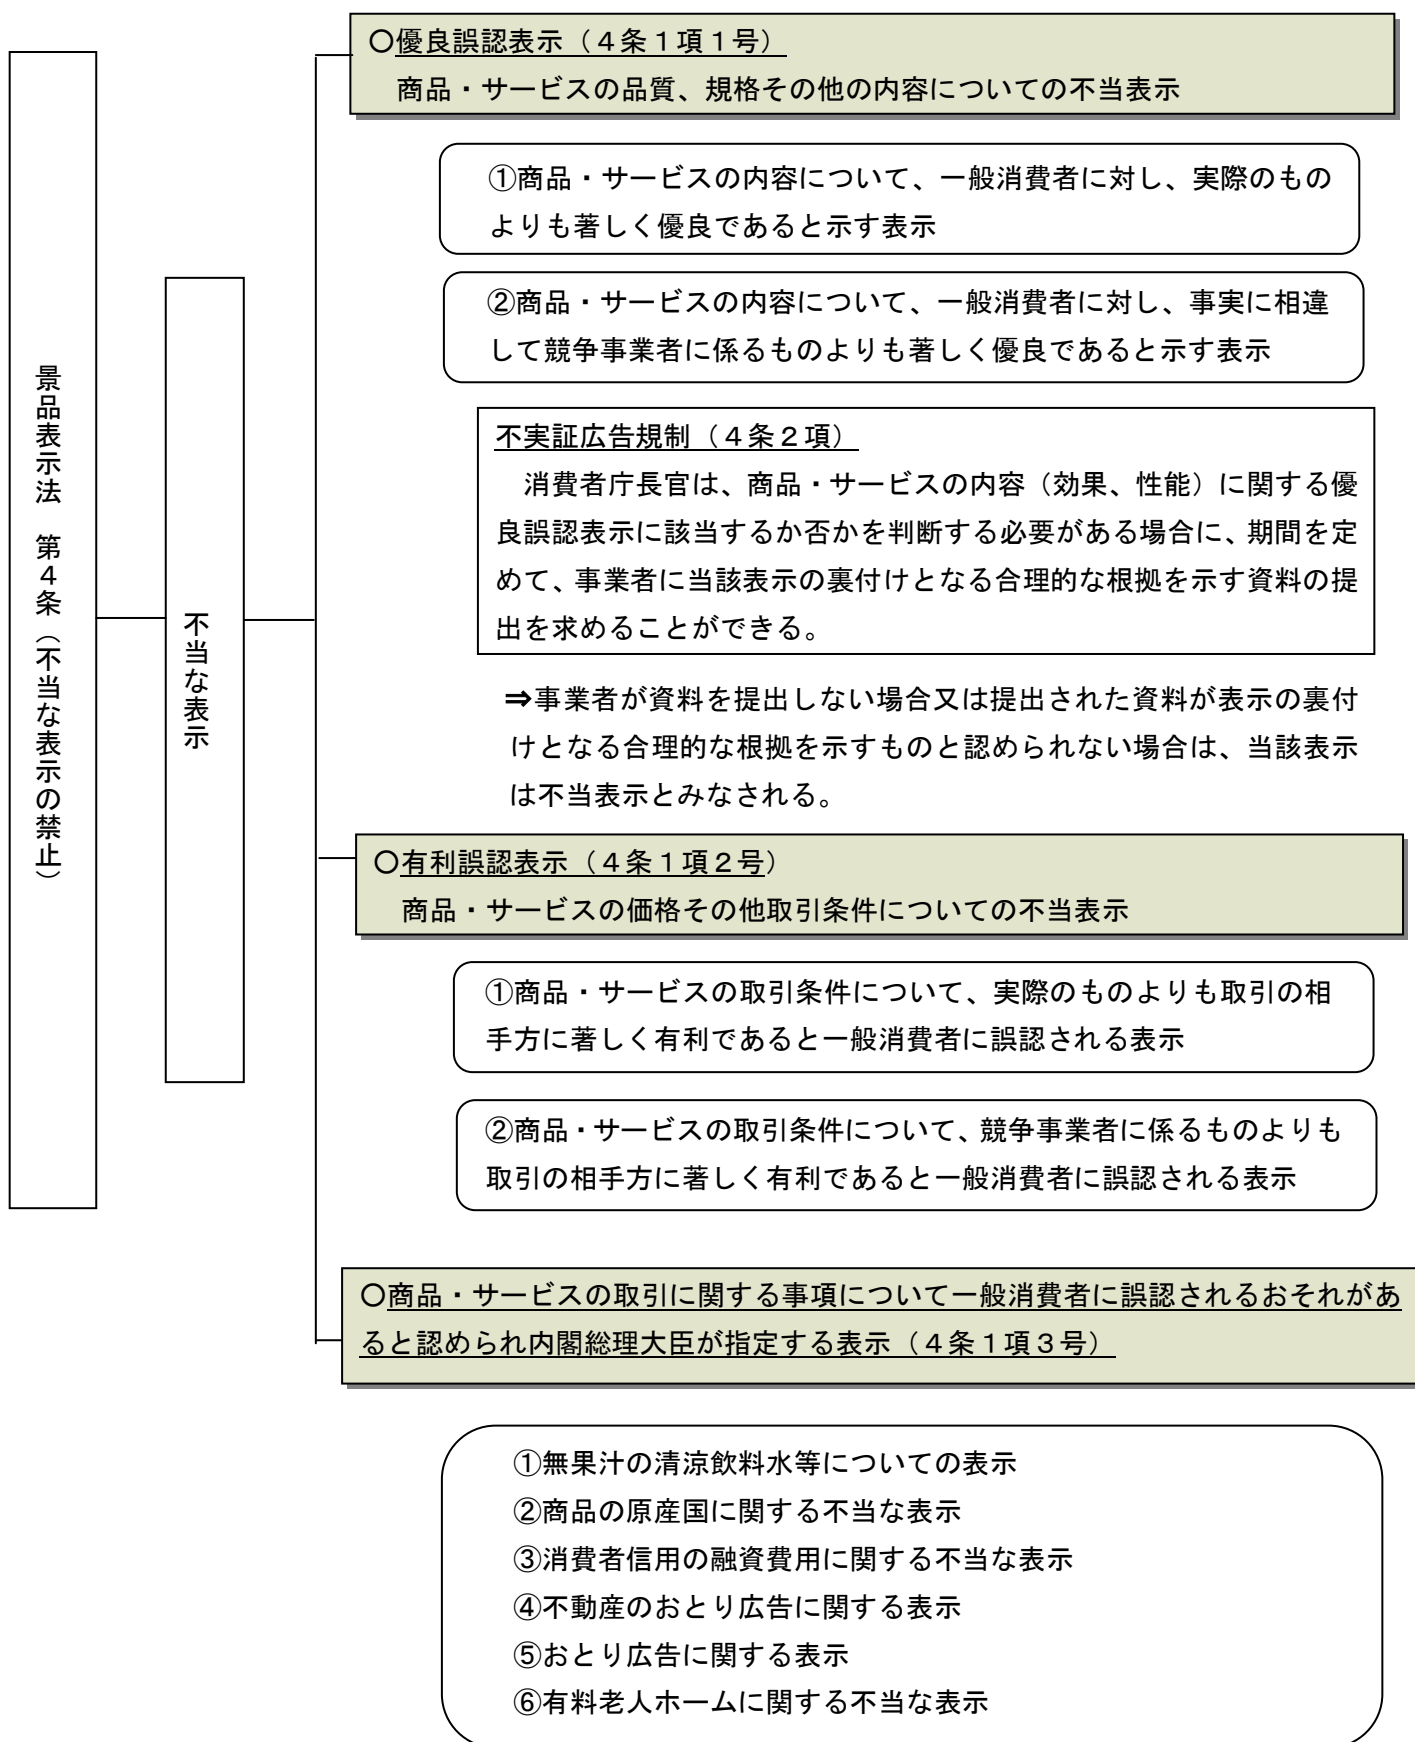 景品表示法　第４条（不当な表示の禁止）
不当な表示
○優良誤認表示（４条１項１号）
商品・サービスの品質、規格その他の内容についての不当表示
①商品・サービスの内容について、一般消費者に対し、実際のもの
よりも著しく優良であると示す表示
②商品・サービスの内容について、一般消費者に対し、事実に相違
して競争事業者に係るものよりも著しく優良であると示す表示
不実証広告規制（４条２項）
消費者庁長官は、商品・サービスの内容（効果、性能）に関する優
良誤認表示に該当するか否かを判断する必要がある場合に、期間を定
めて、事業者に当該表示の裏付けとなる合理的な根拠を示す資料の提
出を求めることができる。
⇒事業者が資料を提出しない場合又は提出された資料が表示の裏付
けとなる合理的な根拠を示すものと認められない場合は、当該表示
は不当表示とみなされる。
○有利誤認表示（４条１項２号）
商品・サービスの価格その他取引条件についての不当表示
①商品・サービスの取引条件について、実際のものよりも取引の相
手方に著しく有利であると一般消費者に誤認される表示
②商品・サービスの取引条件について、競争事業者に係るものよりも
取引の相手方に著しく有利であると一般消費者に誤認される表示
○商品・サービスの取引に関する事項について一般消費者に誤認されるおそれがあ
ると認められ内閣総理大臣が指定する表示（４条１項３号）
①無果汁の清涼飲料水等についての表示
②商品の原産国に関する不当な表示
③消費者信用の融資費用に関する不当な表示
④不動産のおとり広告に関する表示
⑤おとり広告に関する表示
⑥有料老人ホームに関する不当な表示